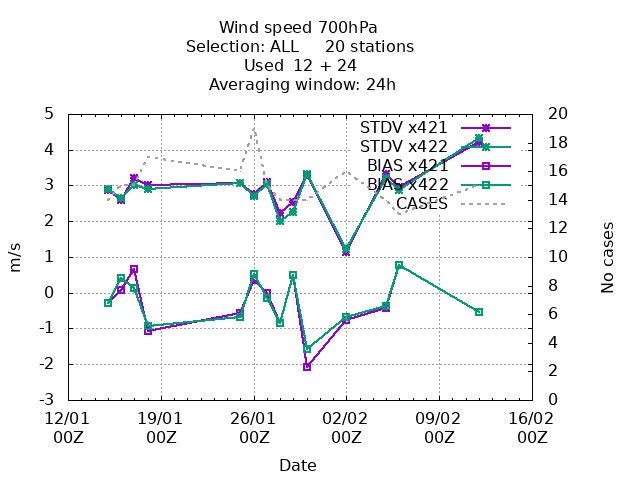 Wind speed 700hPa
Selection: ALL     20 stations
Used  12 + 24
Averaging window: 24h
STDV x421
STDV x422
BIAS x421
BIAS x422
CASES
5
4
3
2
1
0
-1
-2
-3
m/s
20
18
16
14
12
10
8
6
4
2
0
No cases
12/01 19/01 26/01 02/02 09/02 16/02
00Z 00Z 00Z 00Z 00Z 00Z
Date